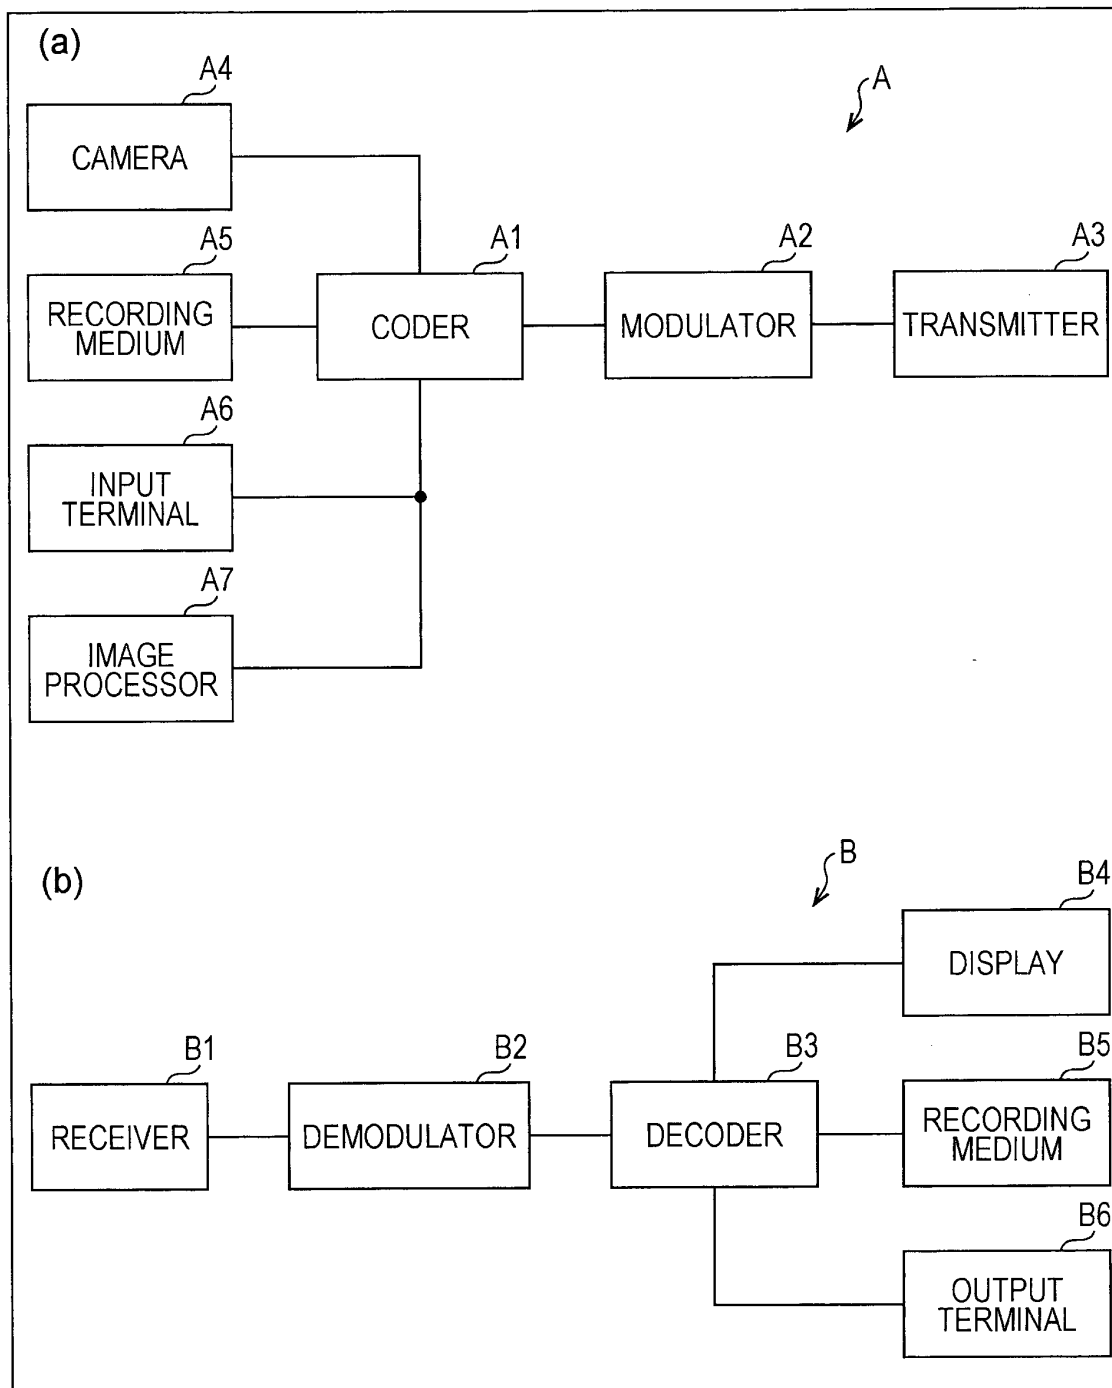 (a)
A4
CAMERA
A
A5
RECORDING
MEDIUM
A1
CODER
A2
MODULATOR
A3
TRANSMITTER
A6
INPUT
TERMINAL
A7
IMAGE
PROCESSOR
(b)
B
B4
DISPLAY
B1
RECEIVER
B2
DEMODULATOR
B3
DECODER
B5
RECORDING
MEDIUM
B6
OUTPUT
TERMINAL